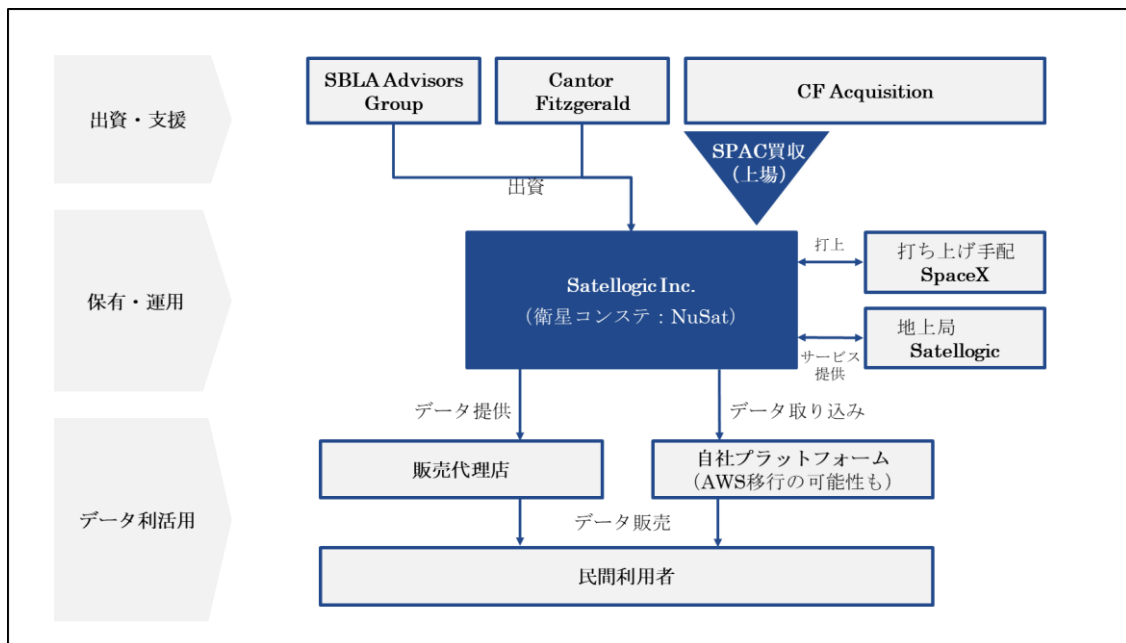 出資・支援
SBLA Advisors
Group
Cantor
Fitzgerald
CF Acquisition
SPAC買収
（上場）
出資
保有・運用
Satellogic Inc.
（衛星コンステ：NuSat）
打上
打ち上げ手配
SpaceX
サービス
提供
地上局
Satellogic
データ提供
データ取り込み
データ利活用
販売代理店
自社プラットフォーム
（AWS移行の可能性も）
データ販売
民間利用者